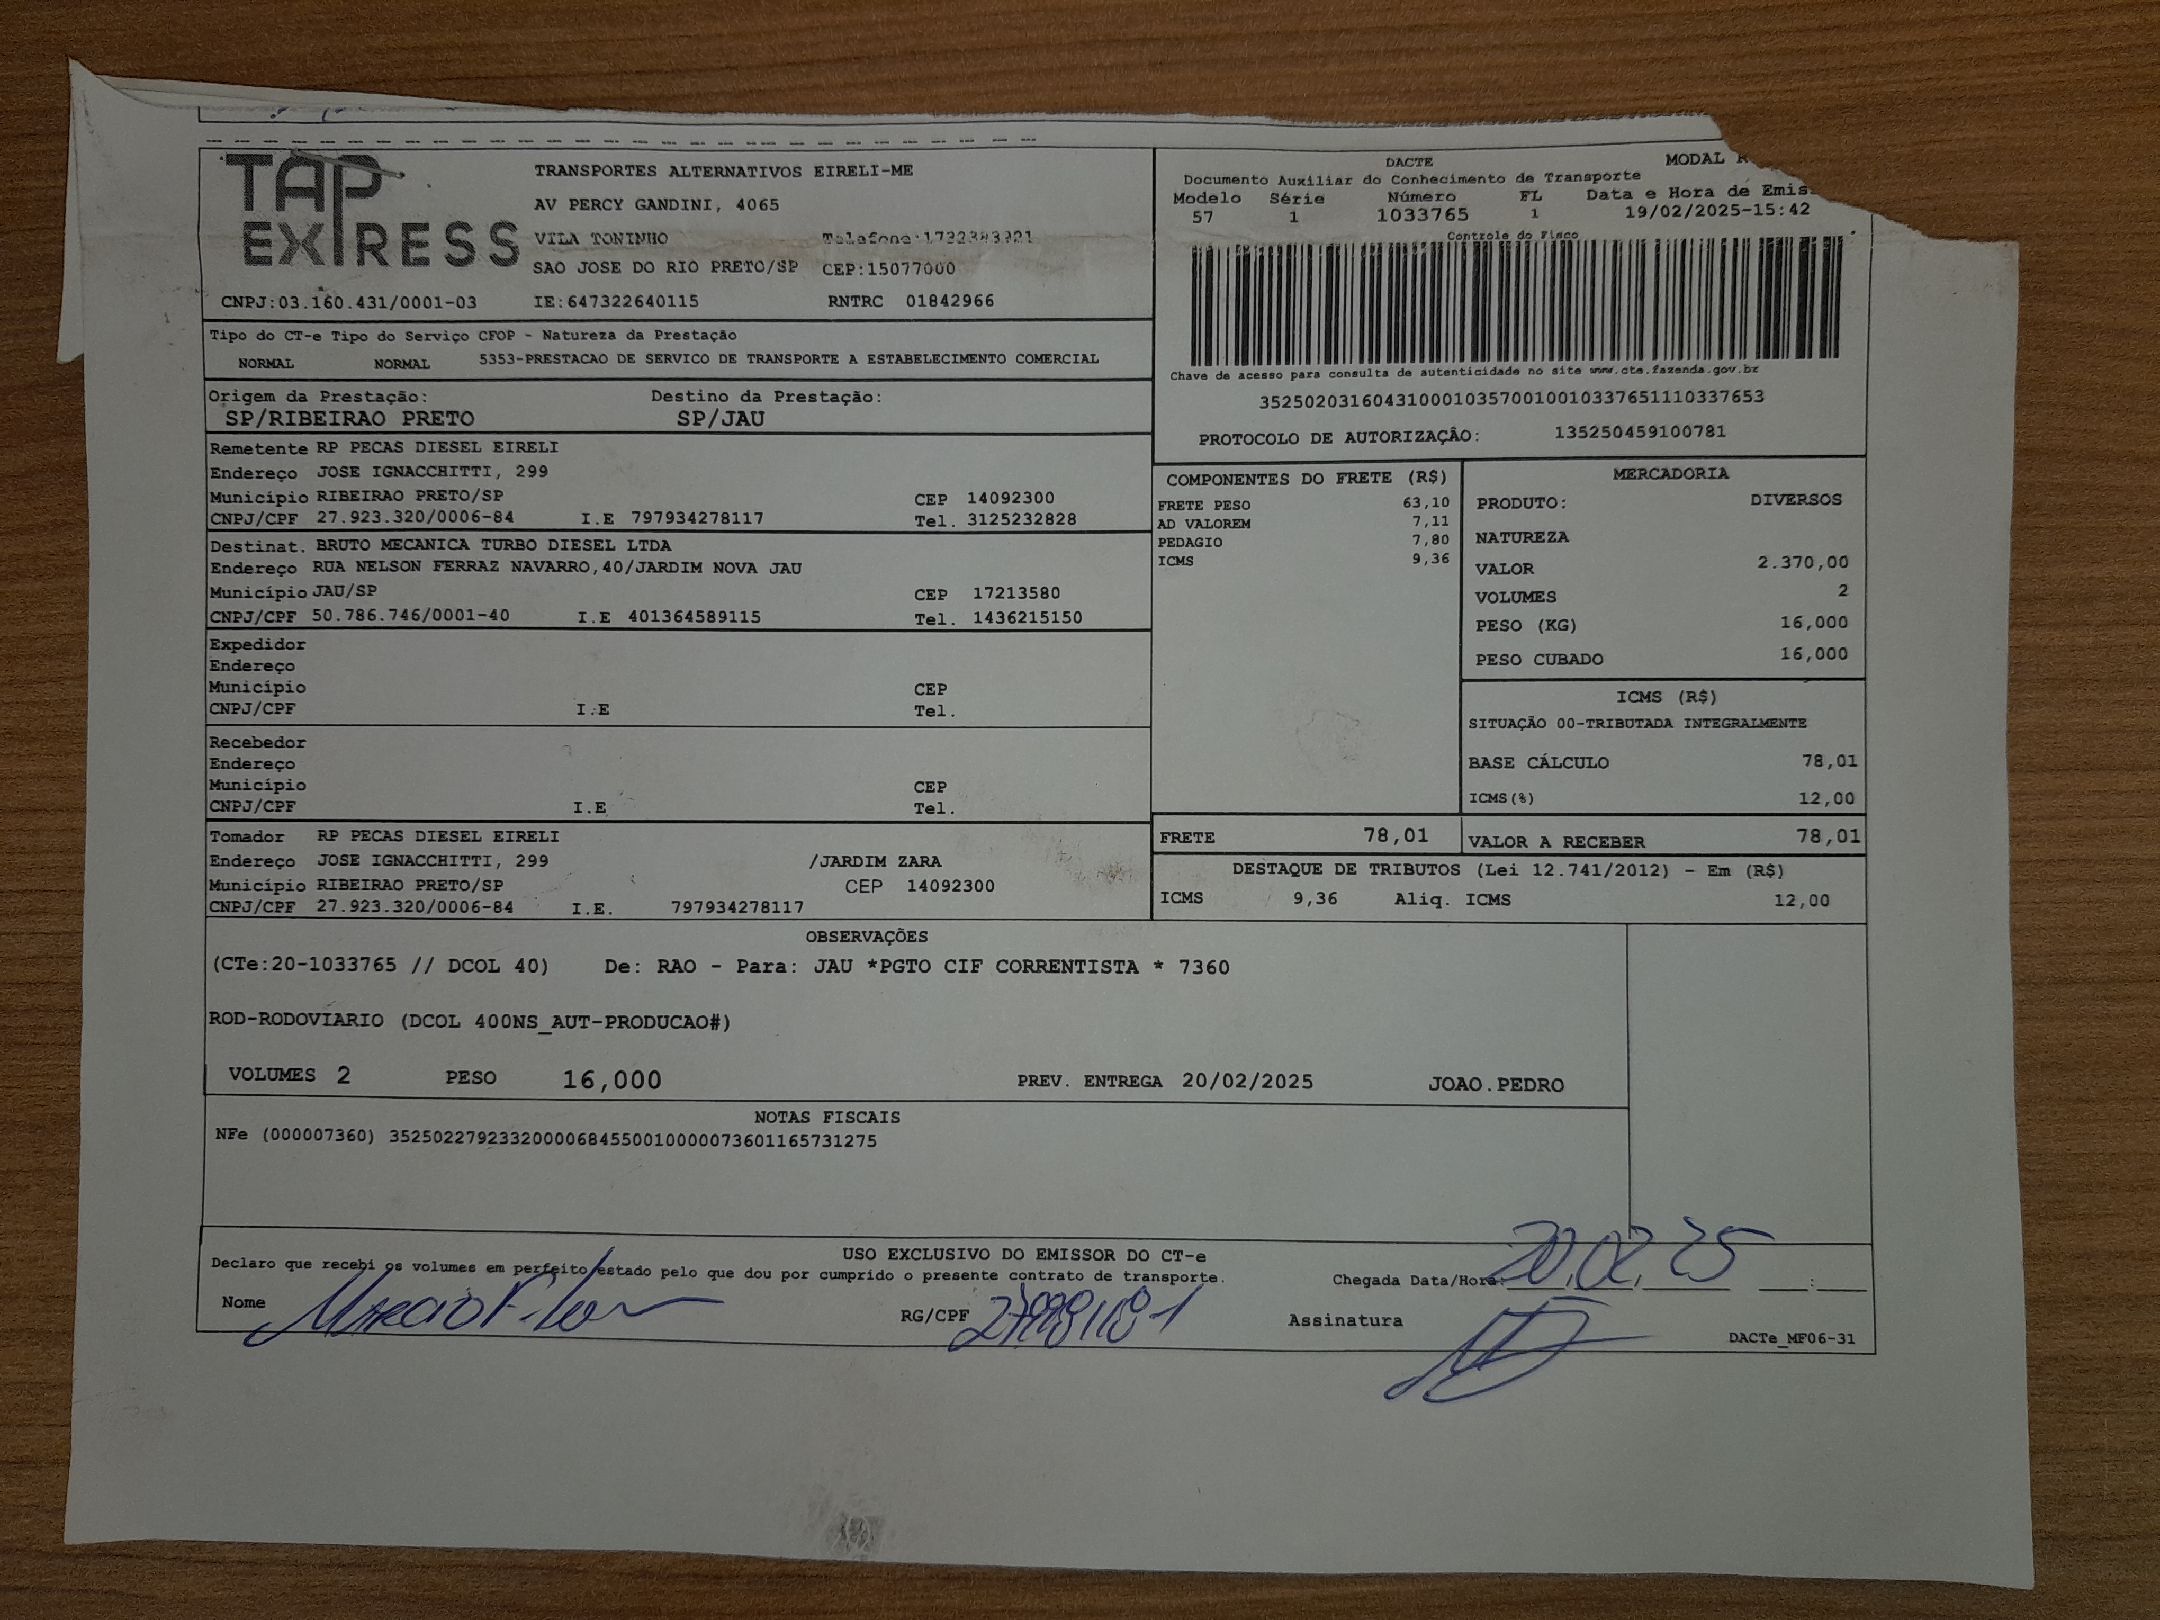 TAP
EXPRESS
TRANSPORTES ALTERNATIVOS EIRELI-ME
AV PERCY GANDINI, 4065
VILA TONINHO
SAO JOSE DO RIO PRETO/SP CEP:15077000
CNPJ:03.160.431/0001-03 IE:647322640115 RNTRC 01842966
DACTE MODAL
Documento Auxiliar do Conhecimento de Transporte
Modelo Série Número FL Data e Hora de
57 1 1033765 1 19/02/2025-15:42
Controle do Fisco
Chave de acesso para consulta de autenticidade no site www.cte.fazenda.gov.br
35250203160431000103570010010337651110337653
PROTOCOLO DE AUTORIZAÇÃO: 135250459100781
Tipo do CT-e Tipo do Serviço CFOP - Natureza da Prestação
NORMAL NORMAL 5353-PRESTACAO DE SERVICO DE TRANSPORTE A ESTABELECIMENTO COMERCIAL
Origem da Prestação: Destino da Prestação:
SP/RIBEIRAO PRETO SP/JAU
Remetente RP PECAS DIESEL EIRELI
Endereço JOSE IGNACCHITTI, 299
Município RIBEIRAO PRETO/SP CEP 14092300
CNPJ/CPF 27.923.320/0006-84 I.E 797934278117 Tel. 3125232828
Destinat. BRUTO MECANICA TURBO DIESEL LTDA
Endereço RUA NELSON FERRAZ NAVARRO,40/JARDIM NOVA JAU
Município JAU/SP CEP 17213580
CNPJ/CPF 50.786.746/0001-40 I.E 401364589115 Tel. 1436215150
Expedidor
Endereço
Município CEP
CNPJ/CPF I.E Tel.
Recebedor
Endereço
Município CEP
CNPJ/CPF I.E Tel.
Tomador RP PECAS DIESEL EIRELI
Endereço JOSE IGNACCHITTI, 299 /JARDIM ZARA
Município RIBEIRAO PRETO/SP CEP 14092300
CNPJ/CPF 27.923.320/0006-84 I.E. 797934278117
COMPONENTES DO FRETE (R$)
FRETE PESO 63,10
AD VALOREM 7,11
PEDAGIO 7,80
ICMS 9,36
MERCADORIA
PRODUTO: DIVERSOS
NATUREZA
VALOR 2.370,00
VOLUMES 2
PESO (KG) 16,000
PESO CUBADO 16,000
ICMS (R$)
SITUAÇÃO 00-TRIBUTADA INTEGRALMENTE
BASE CÁLCULO 78,01
ICMS(%) 12,00
FRETE 78,01 VALOR A RECEBER 78,01
DESTAQUE DE TRIBUTOS (Lei 12.741/2012) - Em (R$)
ICMS 9,36 Aliq. ICMS 12,00
OBSERVAÇÕES
(CTe:20-1033765 // DCOL 40) De: RAO - Para: JAU *PGTO CIF CORRENTISTA * 7360
ROD-RODOVIARIO (DCOL 400NS_AUT-PRODUCAO#)
VOLUMES 2 PESO 16,000 PREV. ENTREGA 20/02/2025 JOAO.PEDRO
NOTAS FISCAIS
NFe (000007360) 35250227923320000684550010000073601165731275
USO EXCLUSIVO DO EMISSOR DO CT-e
Declaro que recebi os volumes em perfeito estado pelo que dou por cumprido o presente contrato de transporte.
Chegada Data/Hora: 20,02,25 :
Nome Marcio RG/CPF Assinatura
DACTe_MF06-31